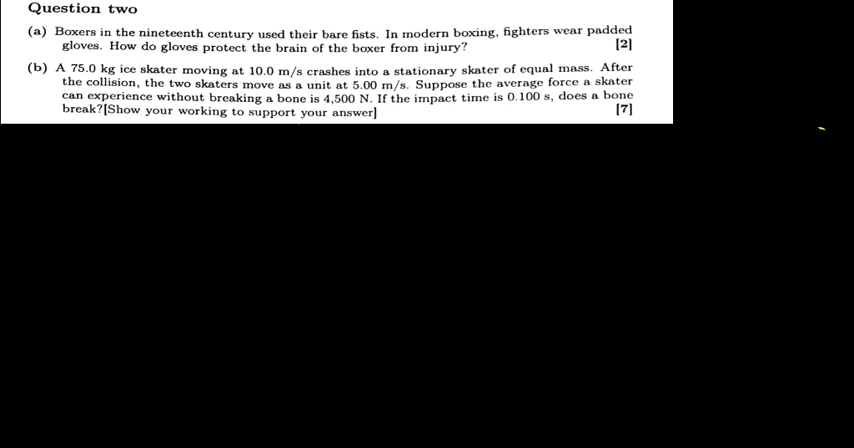 Question two
(a) Boxers in the nineteenth century used their bare fists. In modern boxing, fighters wear padded
gloves. How do gloves protect the brain of the boxer from injury? [2]
(b) A 75.0 kg ice skater moving at 10.0 m/s crashes into a stationary skater of equal mass. After
the collision, the two skaters move as a unit at 5.00 m/s. Suppose the average force a skater
can experience without breaking a bone is 4,500 N. If the impact time is 0.100 s, does a bone
break?[Show your working to support your answer] [7]